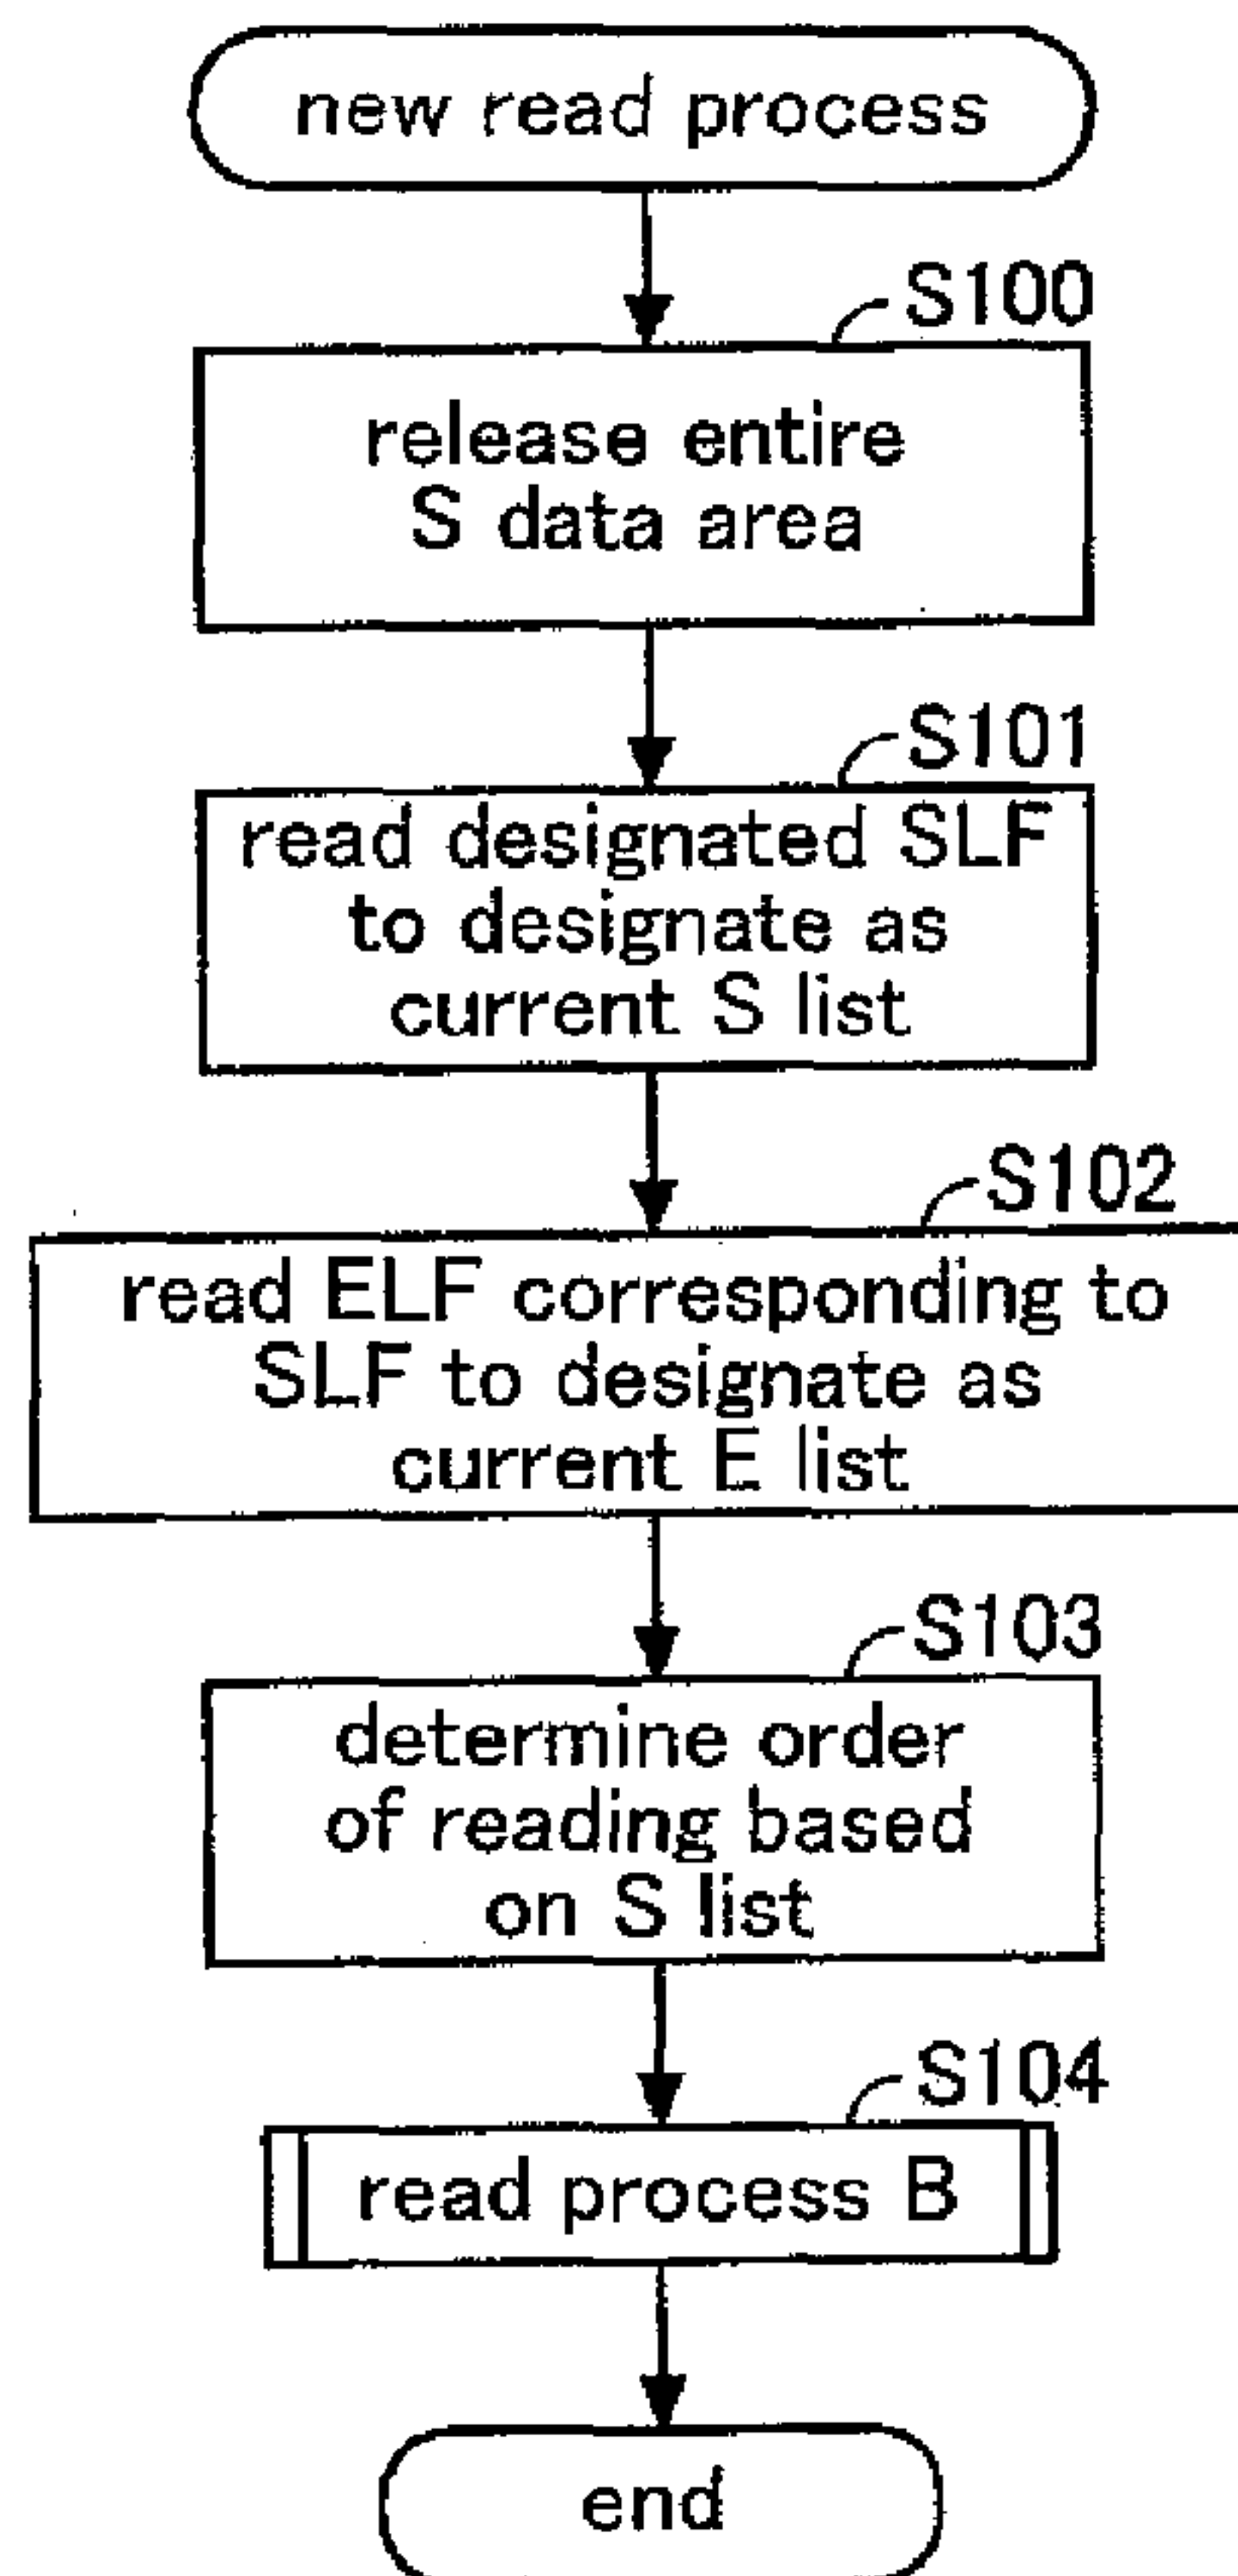 new read process
S100
release entire
S data area
S101
read designated SLF
to designate as
current S list
S102
read ELF corresponding to
SLF to designate as
current E list
S103
determine order
of reading based
on S list
S104
read process B
end